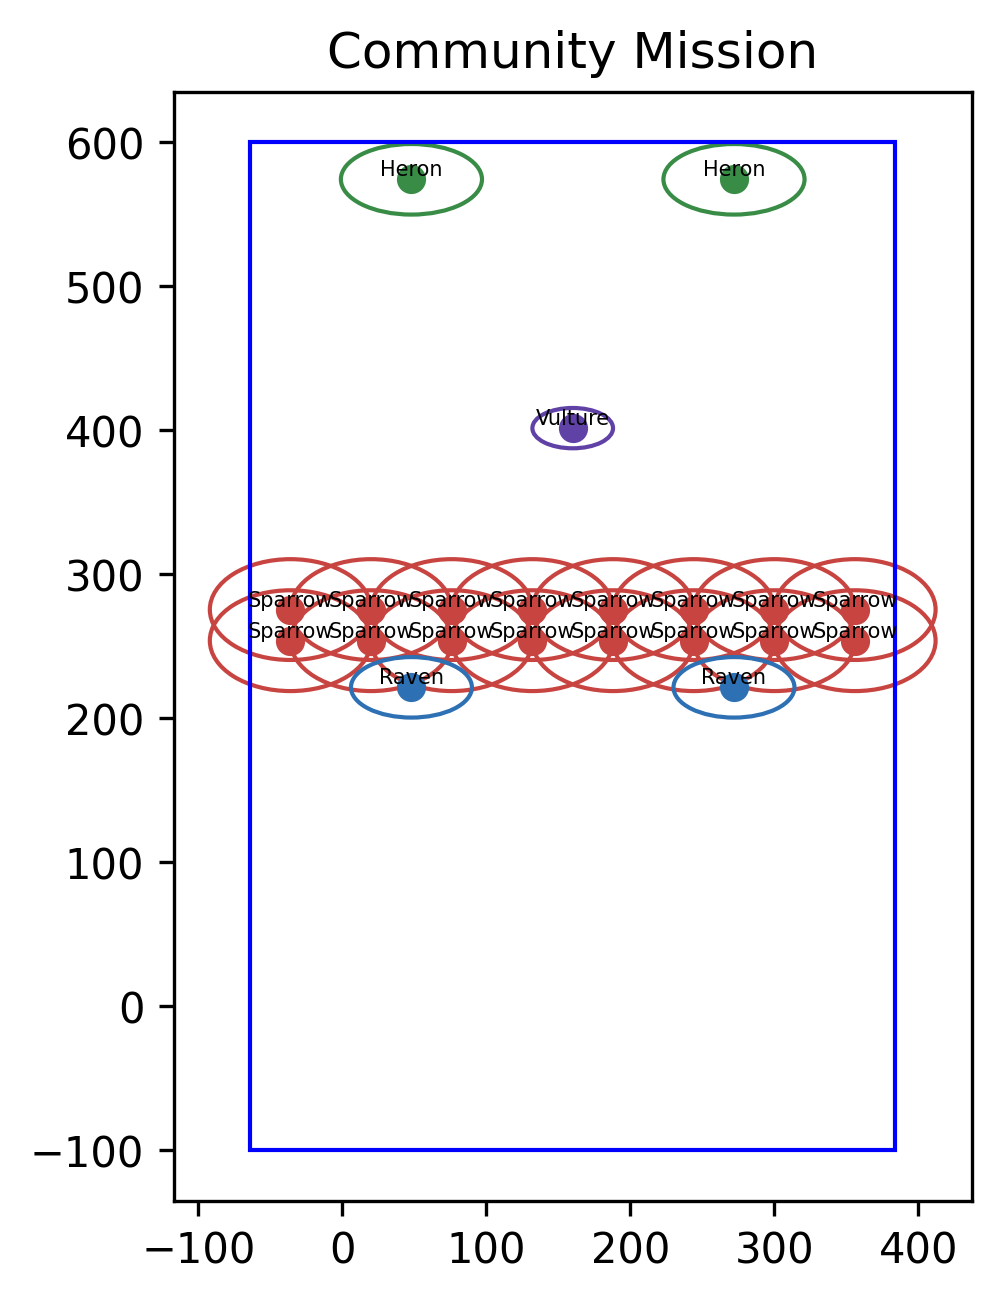 Community Mission
600
Heron Heron
500
Vulture
400
300
Sparrow Sparrow Sparrow Sparrow Sparrow Sparrow Sparrow Sparrow
Sparrow Sparrow Sparrow Sparrow Sparrow Sparrow Sparrow Sparrow
Raven Raven
200
100
0
−100
−100 0 100 200 300 400